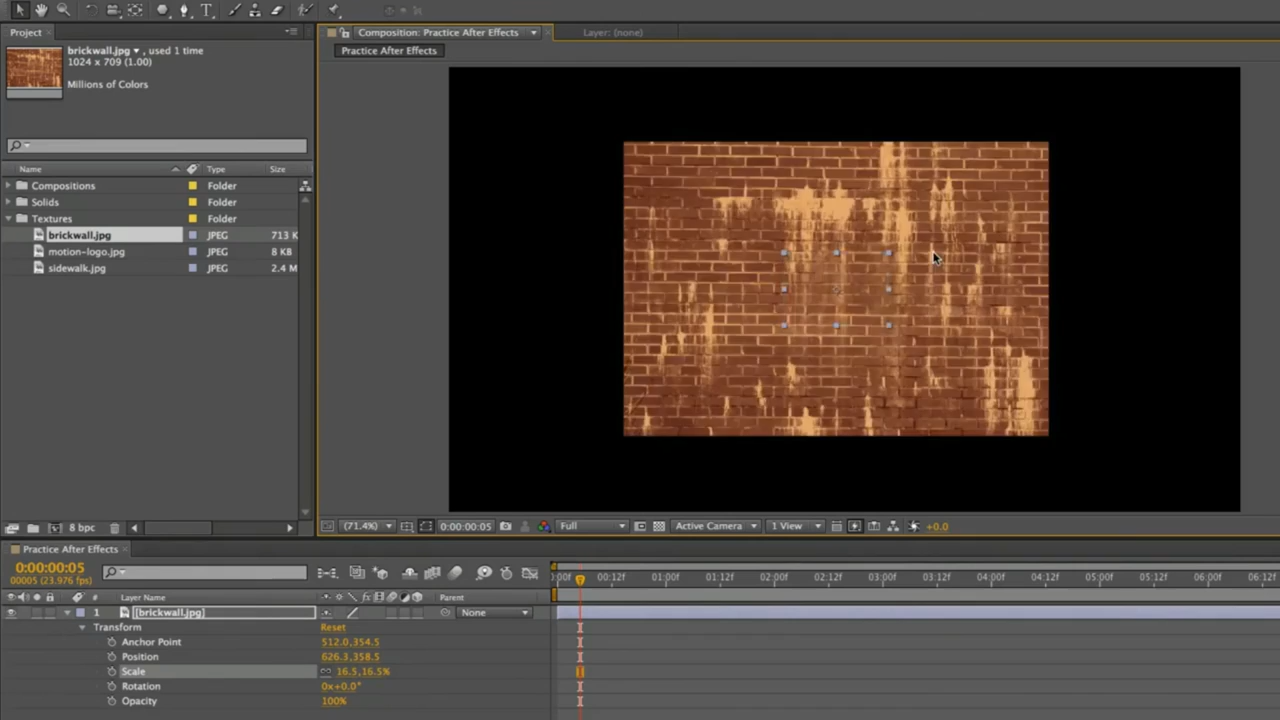 Project
Composition: Practice After Effects
Layer: (none)
Practice After Effects
brickwall.jpg , used 1 time
1024 x 709 (1.00)
Millions of Colors
Name
Type
Size
Compositions
Folder
Solids
Folder
Textures
Folder
brickwall.jpg
JPEG
713 K
motion-logo.jpg
JPEG
8 KB
sidewalk.jpg
JPEG
2.4 M
8 bpc
(71.4%)
0:00:00:05
Full
Active Camera
1 View
+0.0
Practice After Effects
0:00:00:05
00005 (23.976 fps)
:00f
00:12f
01:00f
01:12f
02:00f
02:12f
03:00f
03:12f
04:00f
04:12f
05:00f
05:12f
06:00f
06:12f
#
Layer Name
Parent
1
[brickwall.jpg]
None
Transform
Reset
Anchor Point
512.0,354.5
Position
626.3,358.5
Scale
16.5,16.5%
Rotation
0x+0.0°
Opacity
100%